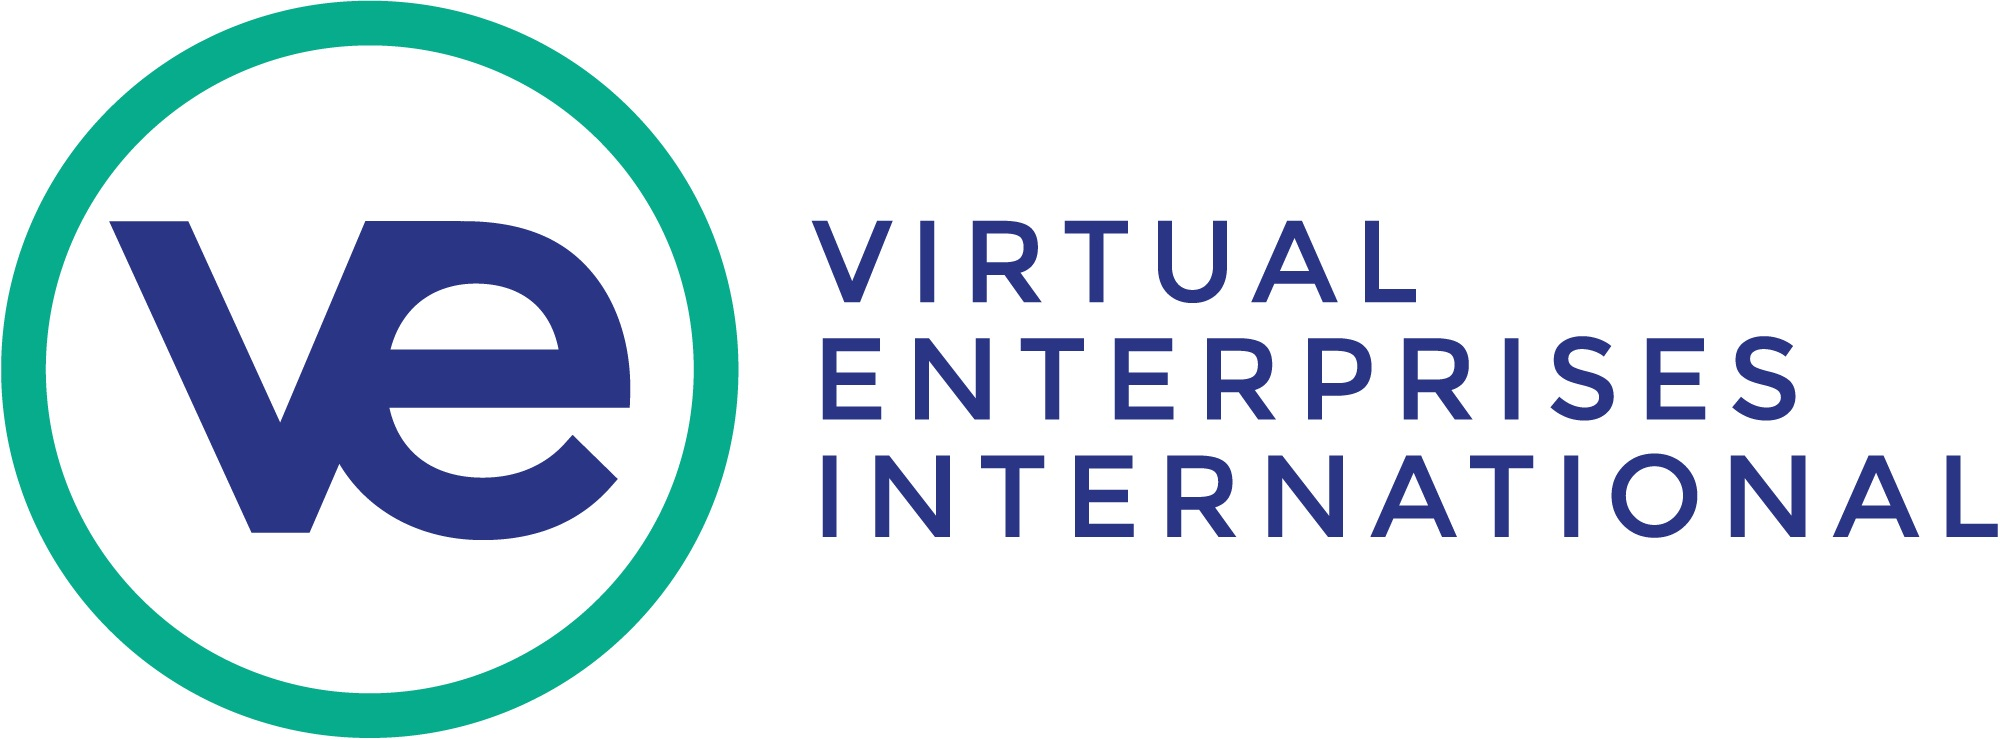 ve
VIRTUAL
ENTERPRISES
INTERNATIONAL